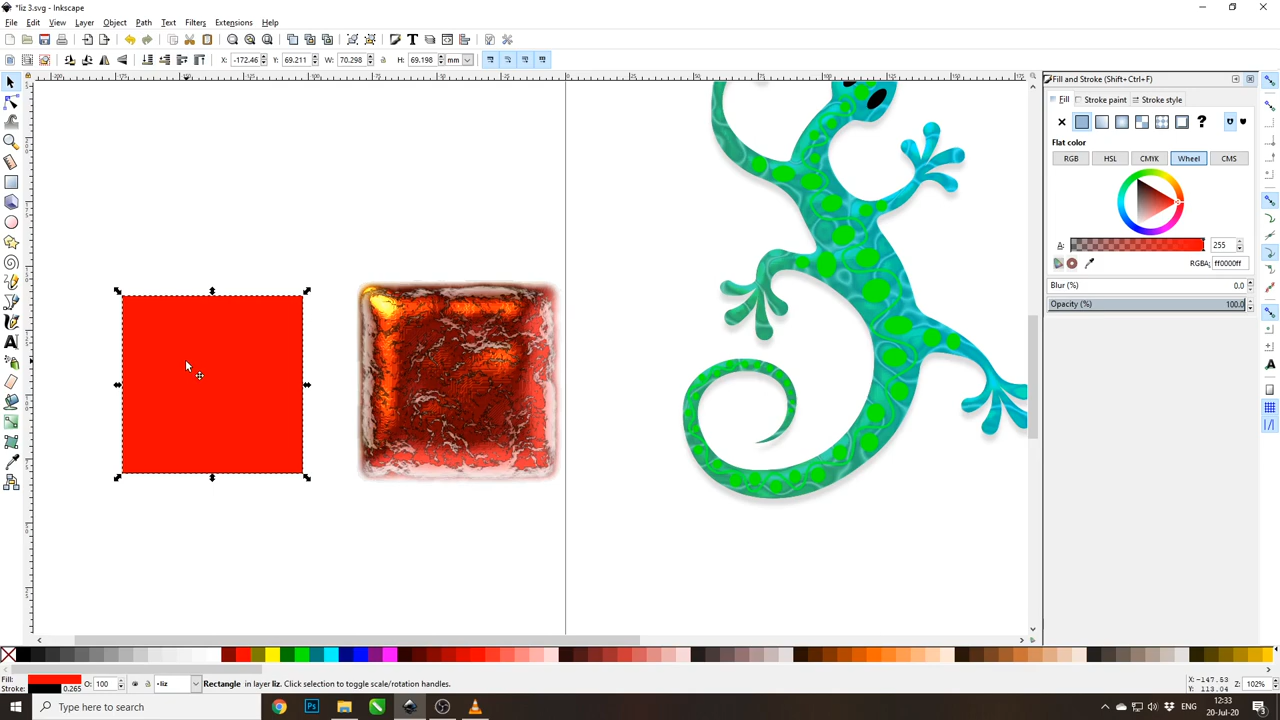 *liz 3.svg - Inkscape
File Edit View Layer Object Path Text Filters Extensions Help
X: -172.46 Y: 69.211 W: 70.298 H: 69.198 mm
Fill and Stroke (Shift+Ctrl+F)
Fill Stroke paint Stroke style
Flat color
RGB HSL CMYK Wheel CMS
A: 255
RGBA: ff0000ff
Blur (%) 0.0
Opacity (%) 100.0
Fill:
Stroke: 0.265
O: 100
•liz
Rectangle in layer liz. Click selection to toggle scale/rotation handles.
X: -147.53
Y: 113.04
Z: 102%
Type here to search
ENG
12:33
20-Jul-20